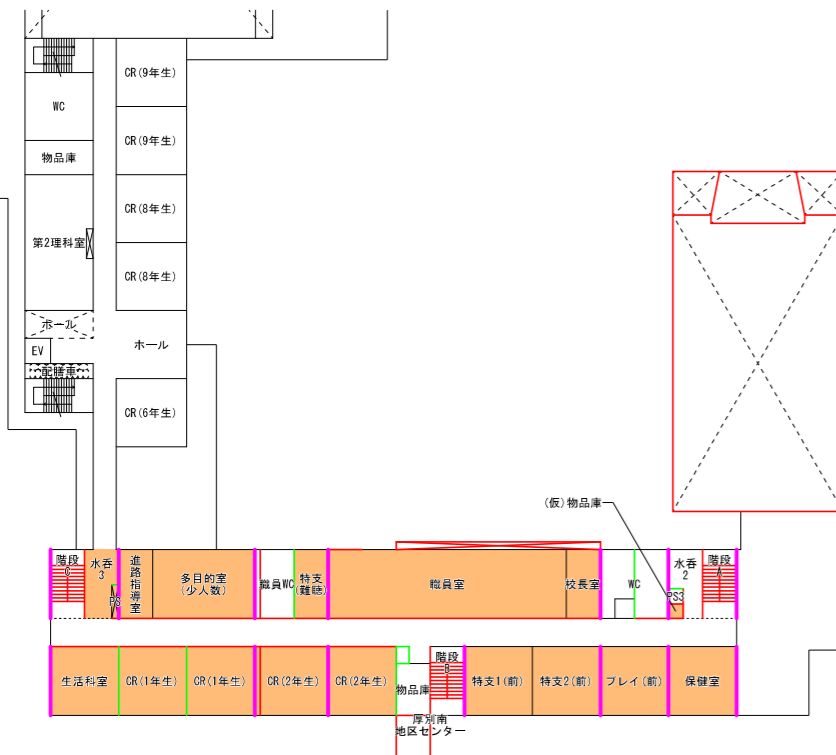 CR(9年生)
WC
CR(9年生)
物品庫
CR(8年生)
第2理科室
CR(8年生)
ホール
ホール
EV
配膳車
CR(6年生)
(仮)物品庫
階段
C
水呑
3
PS
進路
指導
室
多目的室
(少人数)
職員WC
特支
(難聴)
職員室
校長室
WC
水呑
2
PS3
階段
A
生活科室
CR(1年生)
CR(1年生)
CR(2年生)
CR(2年生)
物品庫
階段
B
特支1(前)
特支2(前)
プレイ(前)
保健室
厚別南
地区センター